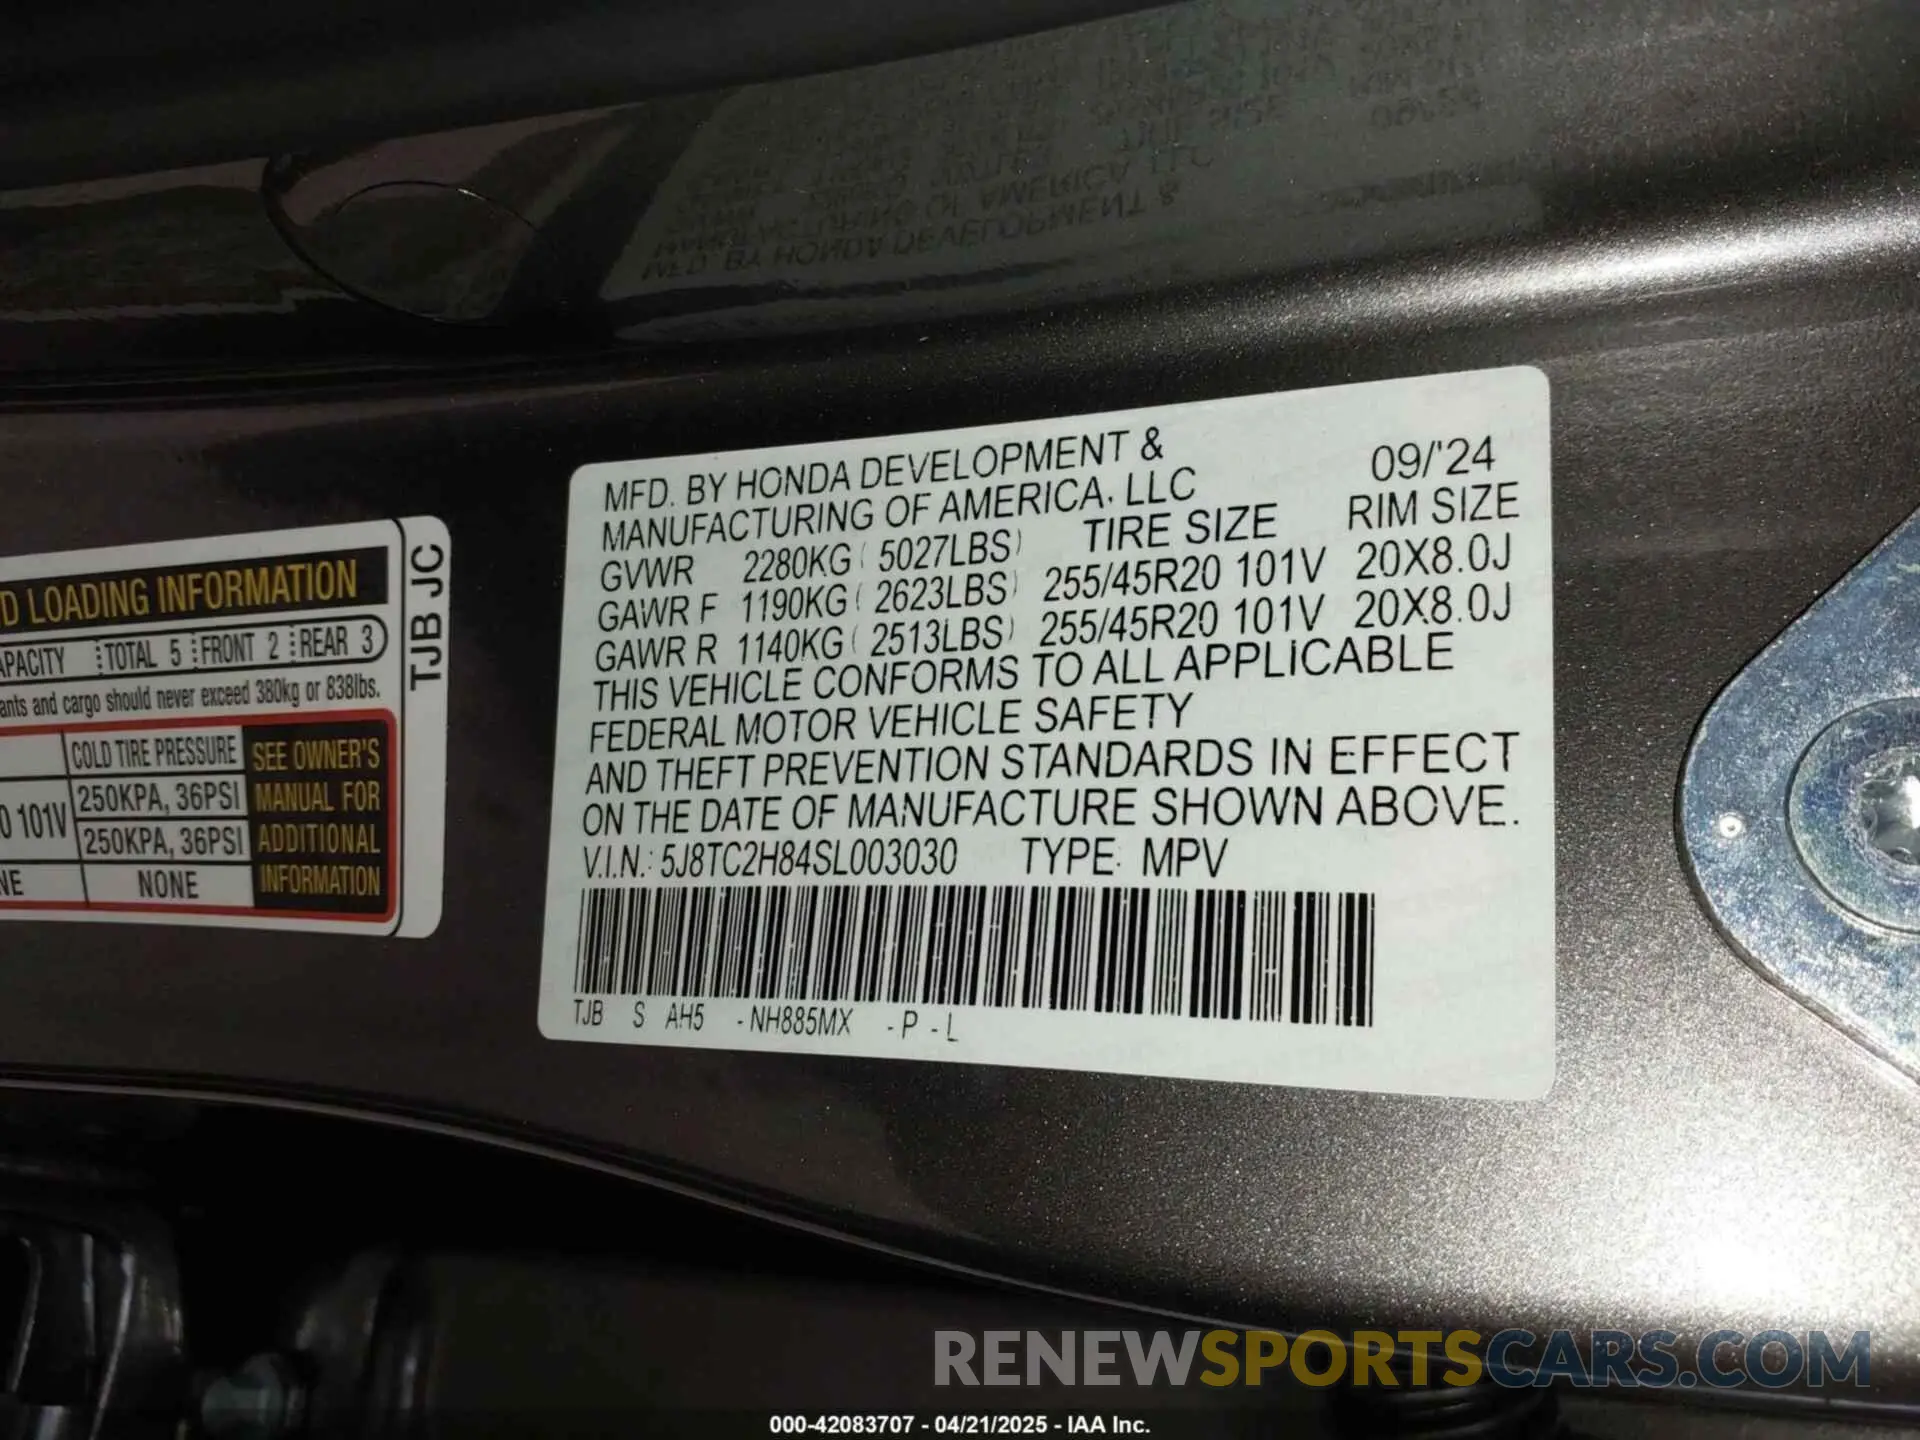 MFD. BY HONDA DEVELOPMENT & 09/'24
MANUFACTURING OF AMERICA, LLC
TIRE SIZE RIM SIZE
GVWR 2280KG ( 5027LBS)
GAWR F 1190KG ( 2623LBS) 255/45R20 101V 20X8.0J
GAWR R 1140KG ( 2513LBS) 255/45R20 101V 20X8.0J
THIS VEHICLE CONFORMS TO ALL APPLICABLE
FEDERAL MOTOR VEHICLE SAFETY
AND THEFT PREVENTION STANDARDS IN EFFECT
ON THE DATE OF MANUFACTURE SHOWN ABOVE.
V.I.N.: 5J8TC2H84SL003030 TYPE: MPV
TJB S AH5 -NH885MX -P -L
LOADING INFORMATION
TOTAL 5 FRONT 2 REAR 3
and cargo should never exceed 380kg or 838lbs.
COLD TIRE PRESSURE
101V 250KPA, 36PSI
250KPA, 36PSI
NONE
SEE OWNER'S
MANUAL FOR
ADDITIONAL
INFORMATION
TJB JC
RENEWSPORTSCARS.COM
000-42083707 - 04/21/2025 - IAA Inc.